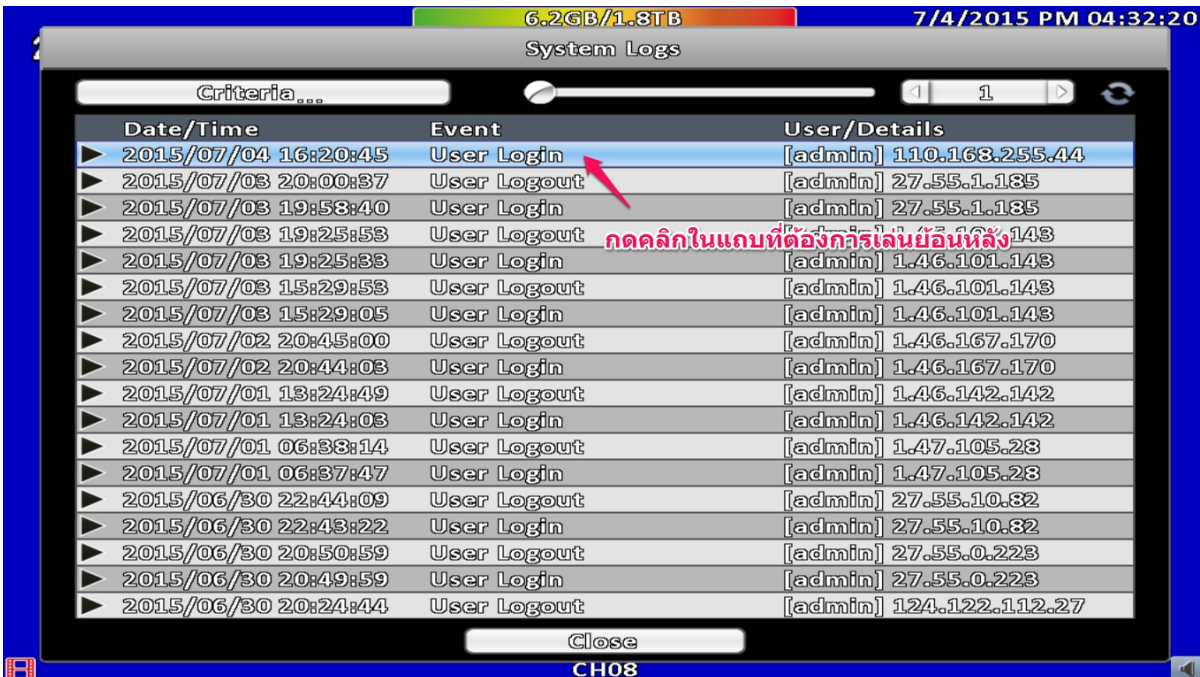 6.2GB/1.8TB
7/4/2015 PM 04:32:20
System Logs
Criteria...
1
Date/Time Event User/Details
2015/07/04 16:20:45 User Login [admin] 110.168.255.44
2015/07/03 20:00:37 User Logout [admin] 27.55.1.185
2015/07/03 19:58:40 User Login [admin] 27.55.1.185
2015/07/03 19:25:53 User Logout 143
กดคลิกในแถบที่ต้องการเล่นย้อนหลัง
2015/07/03 19:25:33 User Login [admin] 1.46.101.143
2015/07/03 15:29:53 User Logout [admin] 1.46.101.143
2015/07/03 15:29:05 User Login [admin] 1.46.101.143
2015/07/02 20:45:00 User Logout [admin] 1.46.167.170
2015/07/02 20:44:03 User Login [admin] 1.46.167.170
2015/07/01 13:24:49 User Logout [admin] 1.46.142.142
2015/07/01 13:24:03 User Login [admin] 1.46.142.142
2015/07/01 06:38:14 User Logout [admin] 1.47.105.28
2015/07/01 06:37:47 User Login [admin] 1.47.105.28
2015/06/30 22:44:09 User Logout [admin] 27.55.10.82
2015/06/30 22:43:22 User Login [admin] 27.55.10.82
2015/06/30 20:50:59 User Logout [admin] 27.55.0.223
2015/06/30 20:49:59 User Login [admin] 27.55.0.223
2015/06/30 20:24:44 User Logout [admin] 124.122.112.27
Close
CH08